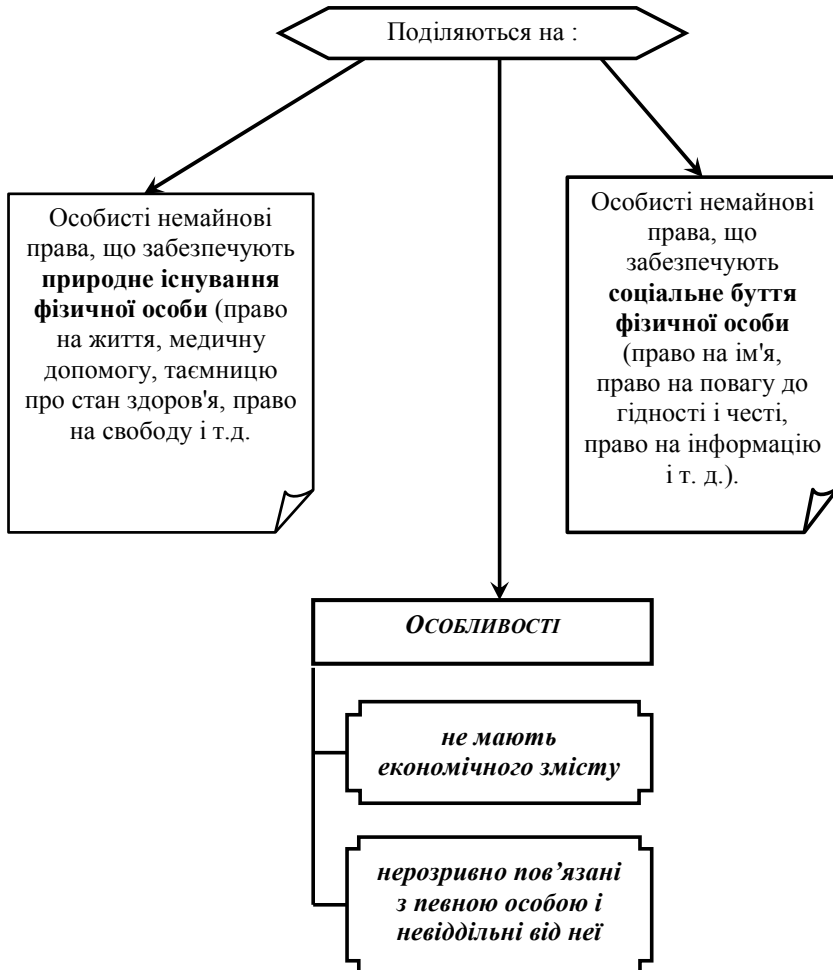 Поділяються на :
Особисті немайнові
права, що забезпечують
природне існування
фізичної особи (право
на життя, медичну
допомогу, таємницю
про стан здоров'я, право
на свободу і т.д.
Особисті немайнові
права, що
забезпечують
соціальне буття
фізичної особи
(право на ім'я,
право на повагу до
гідності і честі,
право на інформацію
і т. д.).
ОСОБЛИВОСТІ
не мають
економічного змісту
нерозривно пов’язані
з певною особою і
невіддільні від неї